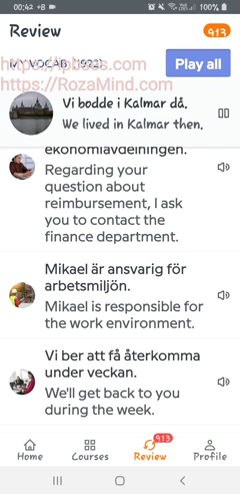 00:42 +B
100%
Review
913
MY VOCAB (1972)
Play all
https://RozaMind.com
Vi bodde i Kalmar då.
We lived in Kalmar then.
ekonomiavdelningen.
Regarding your
question about
reimbursement, I ask
you to contact the
finance department.
Mikael är ansvarig för
arbetsmiljön.
Mikael is responsible for
the work environment.
Vi ber att få återkomma
under veckan.
We'll get back to you
during the week.
913
Home
Courses
Review
Profile